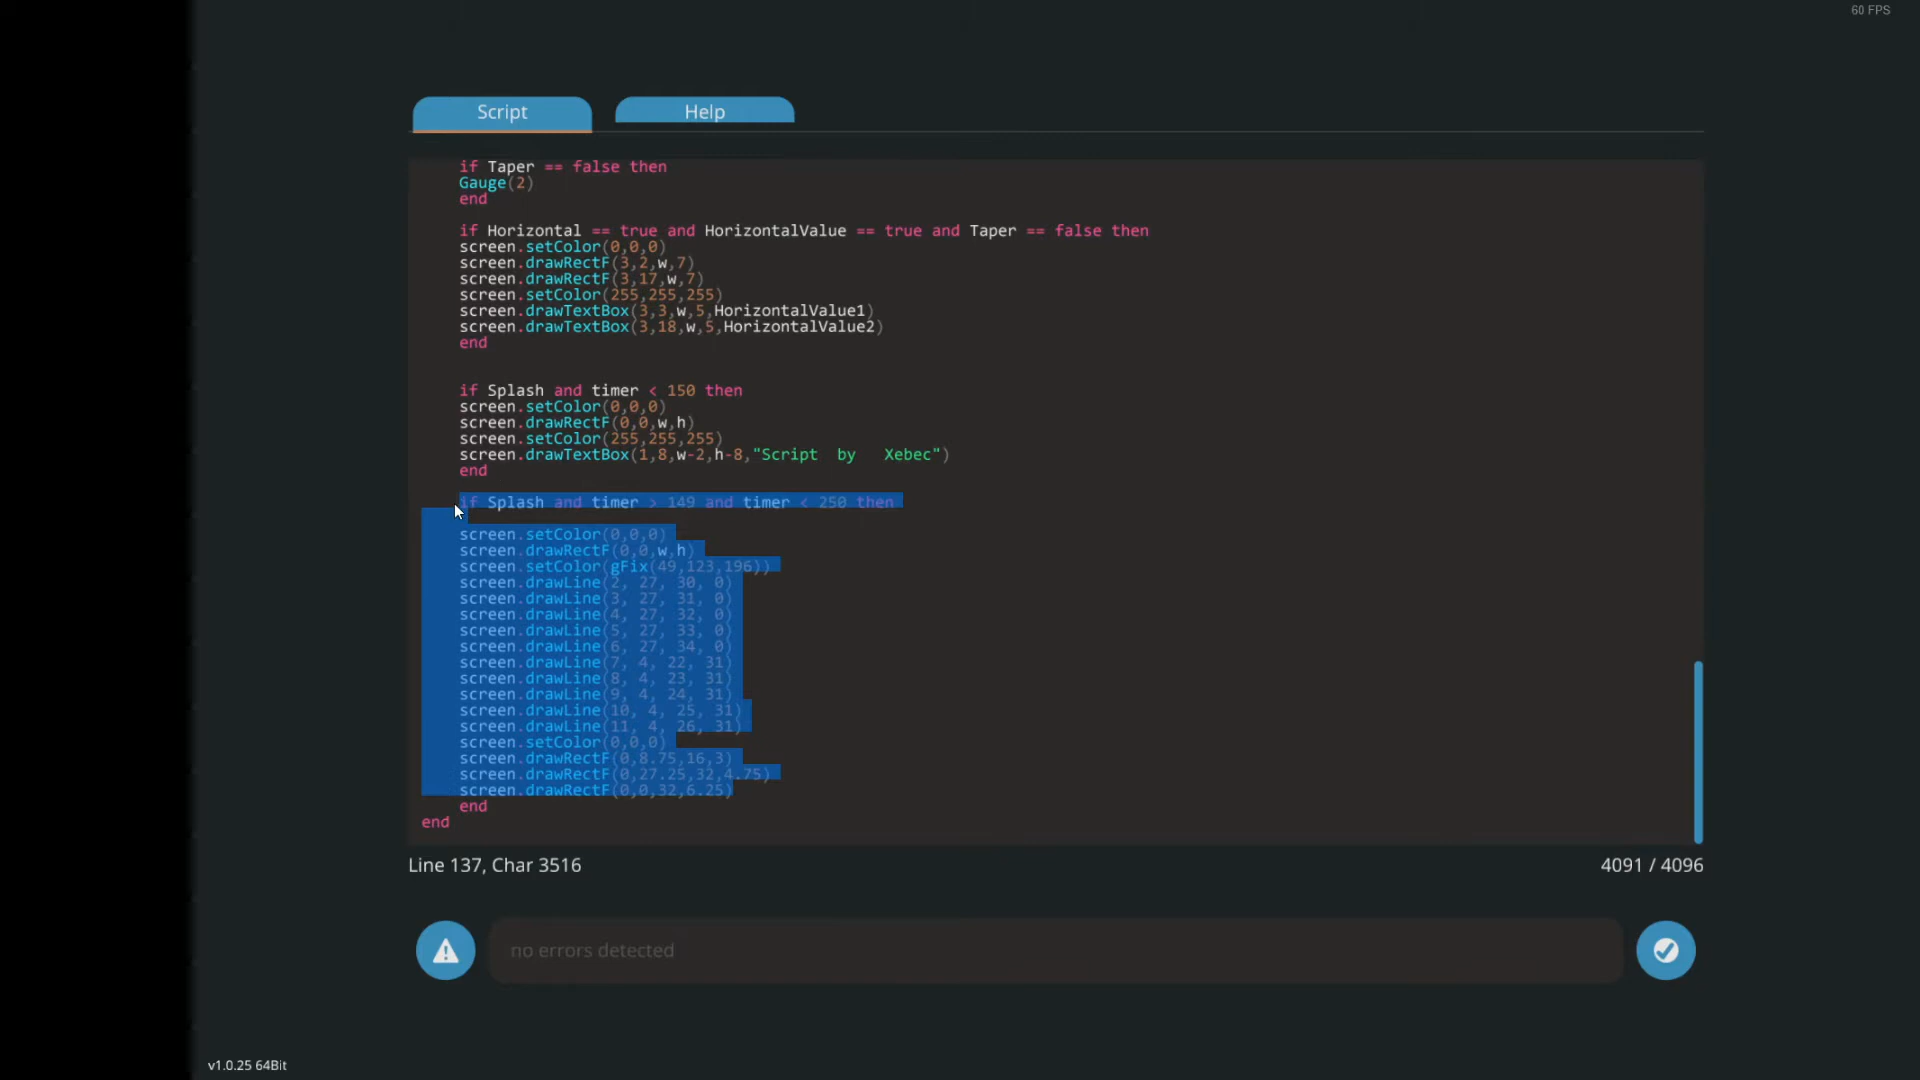 60 FPS
Script
Help
if Taper == false then
Gauge(2)
end
if Horizontal == true and HorizontalValue == true and Taper == false then
screen.setColor(0,0,0)
screen.drawRectF(3,2,w,7)
screen.drawRectF(3,17,w,7)
screen.setColor(255,255,255)
screen.drawTextBox(3,3,w,5,HorizontalValue1)
screen.drawTextBox(3,18,w,5,HorizontalValue2)
end
if Splash and timer < 150 then
screen.setColor(0,0,0)
screen.drawRectF(0,0,w,h)
screen.setColor(255,255,255)
screen.drawTextBox(1,8,w-2,h-8,"Script  by   Xebec")
end
if Splash and timer > 149 and timer < 250 then
screen.setColor(0,0,0)
screen.drawRectF(0,0,w,h)
screen.setColor(gFix(49,123,196))
screen.drawLine(2, 27, 30, 0)
screen.drawLine(3, 27, 31, 0)
screen.drawLine(4, 27, 32, 0)
screen.drawLine(5, 27, 33, 0)
screen.drawLine(6, 27, 34, 0)
screen.drawLine(7, 4, 22, 31)
screen.drawLine(8, 4, 23, 31)
screen.drawLine(9, 4, 24, 31)
screen.drawLine(10, 4, 25, 31)
screen.drawLine(11, 4, 26, 31)
screen.setColor(0,0,0)
screen.drawRectF(0,8.75,16,3)
screen.drawRectF(0,27.25,32,4.75)
screen.drawRectF(0,0,32,6.25)
end
end
Line 137, Char 3516
4091 / 4096
no errors detected
v1.0.25 64Bit